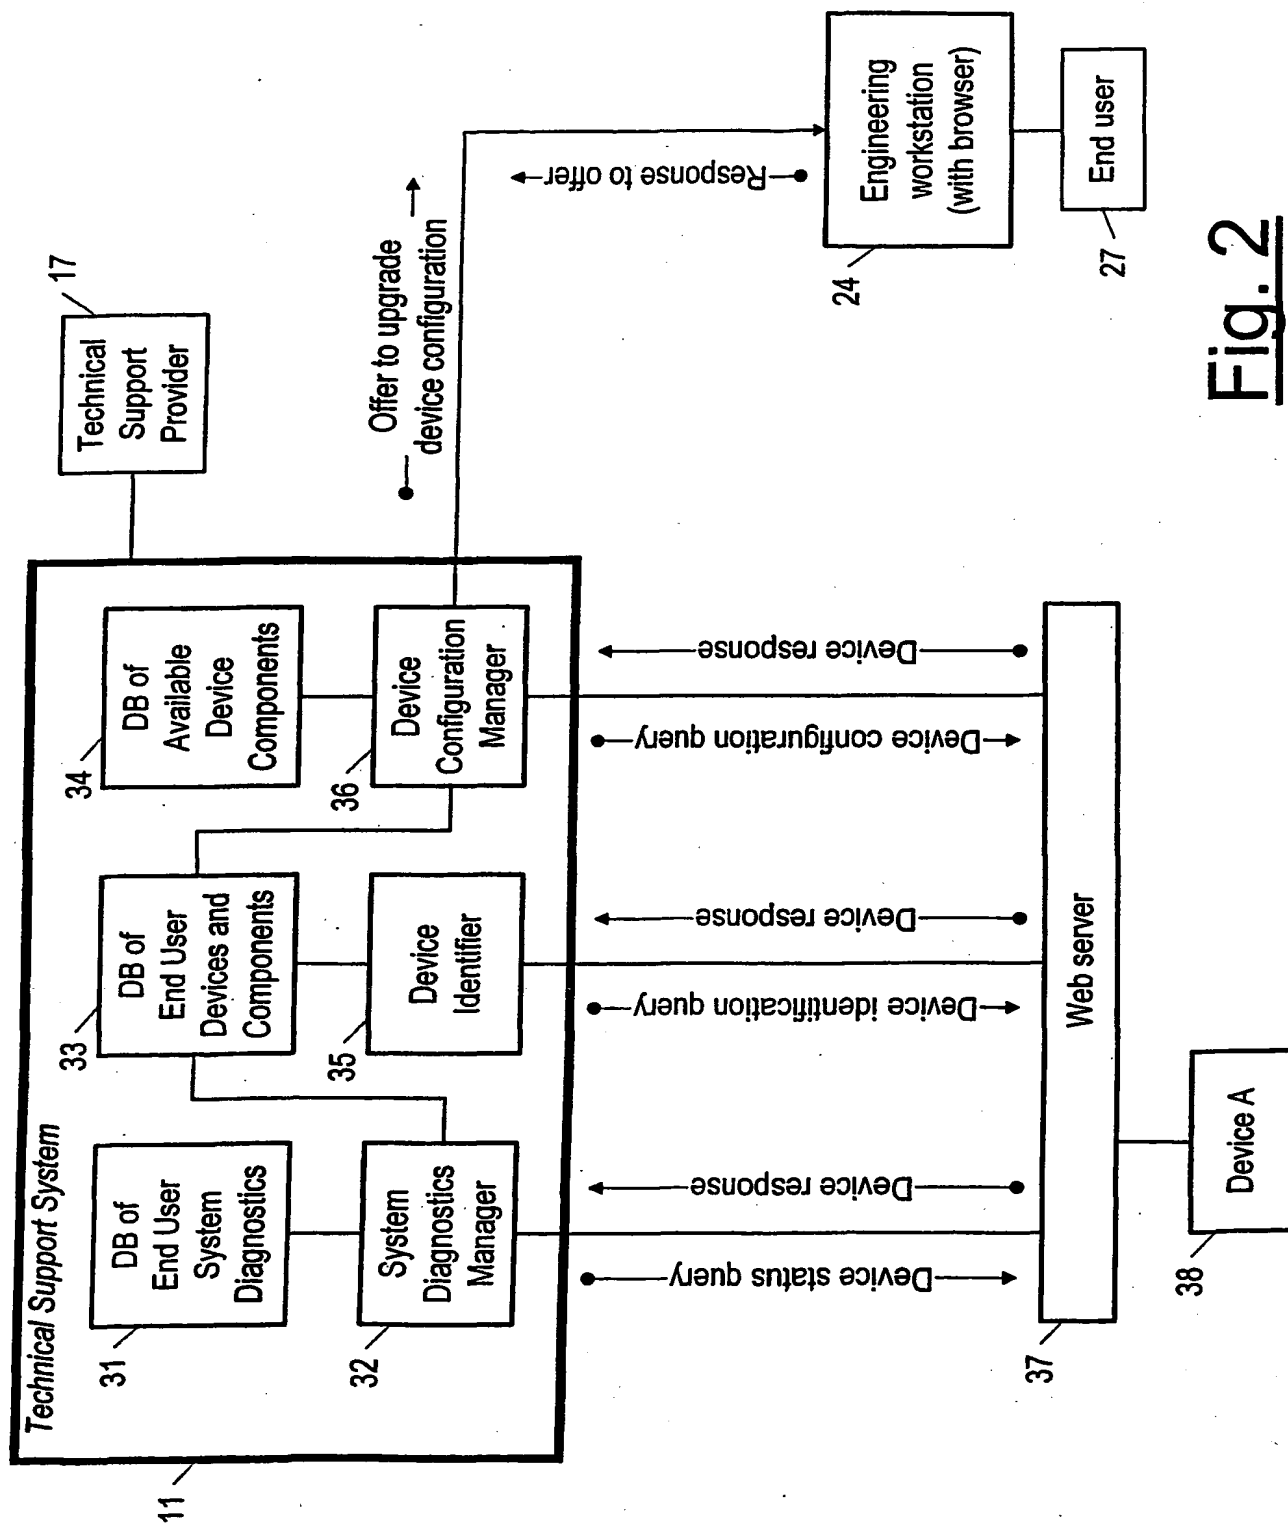 Technical Support System
11
31
DB of
End User
System
Diagnostics
33
DB of
End User
Devices and
Components
34
DB of
Available
Device
Components
Technical
Support
Provider
17
32
System
Diagnostics
Manager
35
Device
Identifier
36
Device
Configuration
Manager
Offer to upgrade
device configuration
Response to offer
Device status query
Device response
Device identification query
Device response
Device configuration query
Device response
24
Engineering
workstation
(with browser)
27
End user
37
Web server
38
Device A
Fig. 2